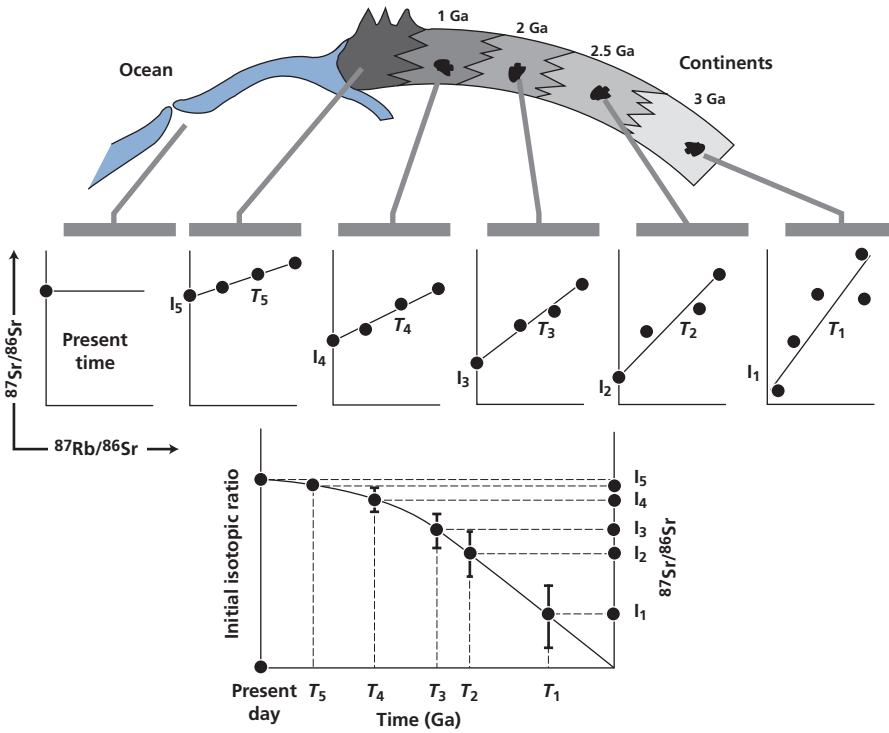 1 Ga
2 Ga
2.5 Ga
3 Ga
Ocean
Continents
87Sr/86Sr
Present
time
I5
T5
I4
T4
I3
T3
I2
T2
I1
T1
87Rb/86Sr
Initial isotopic ratio
I5
I4
I3
I2
I1
87Sr/86Sr
Present
day
T5
T4
T3
T2
T1
Time (Ga)